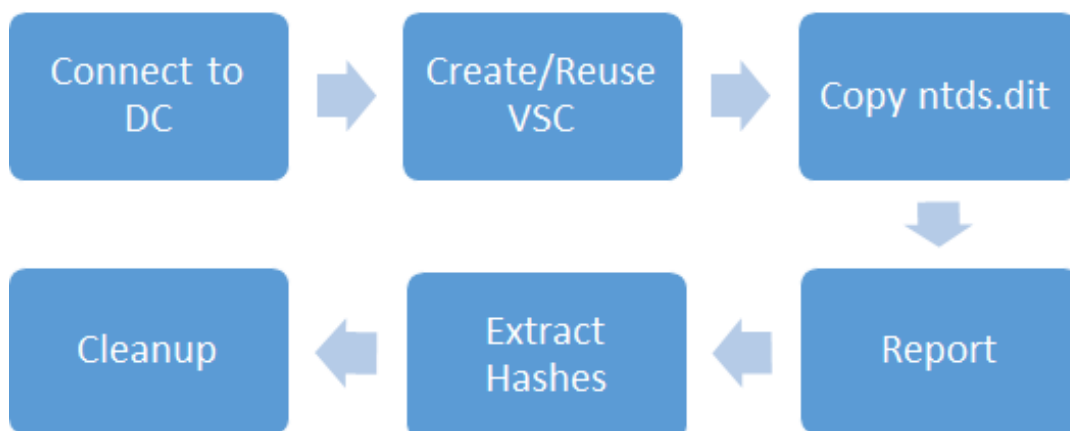 Connect to
DC
Create/Reuse
VSC
Copy ntds.dit
Report
Extract
Hashes
Cleanup